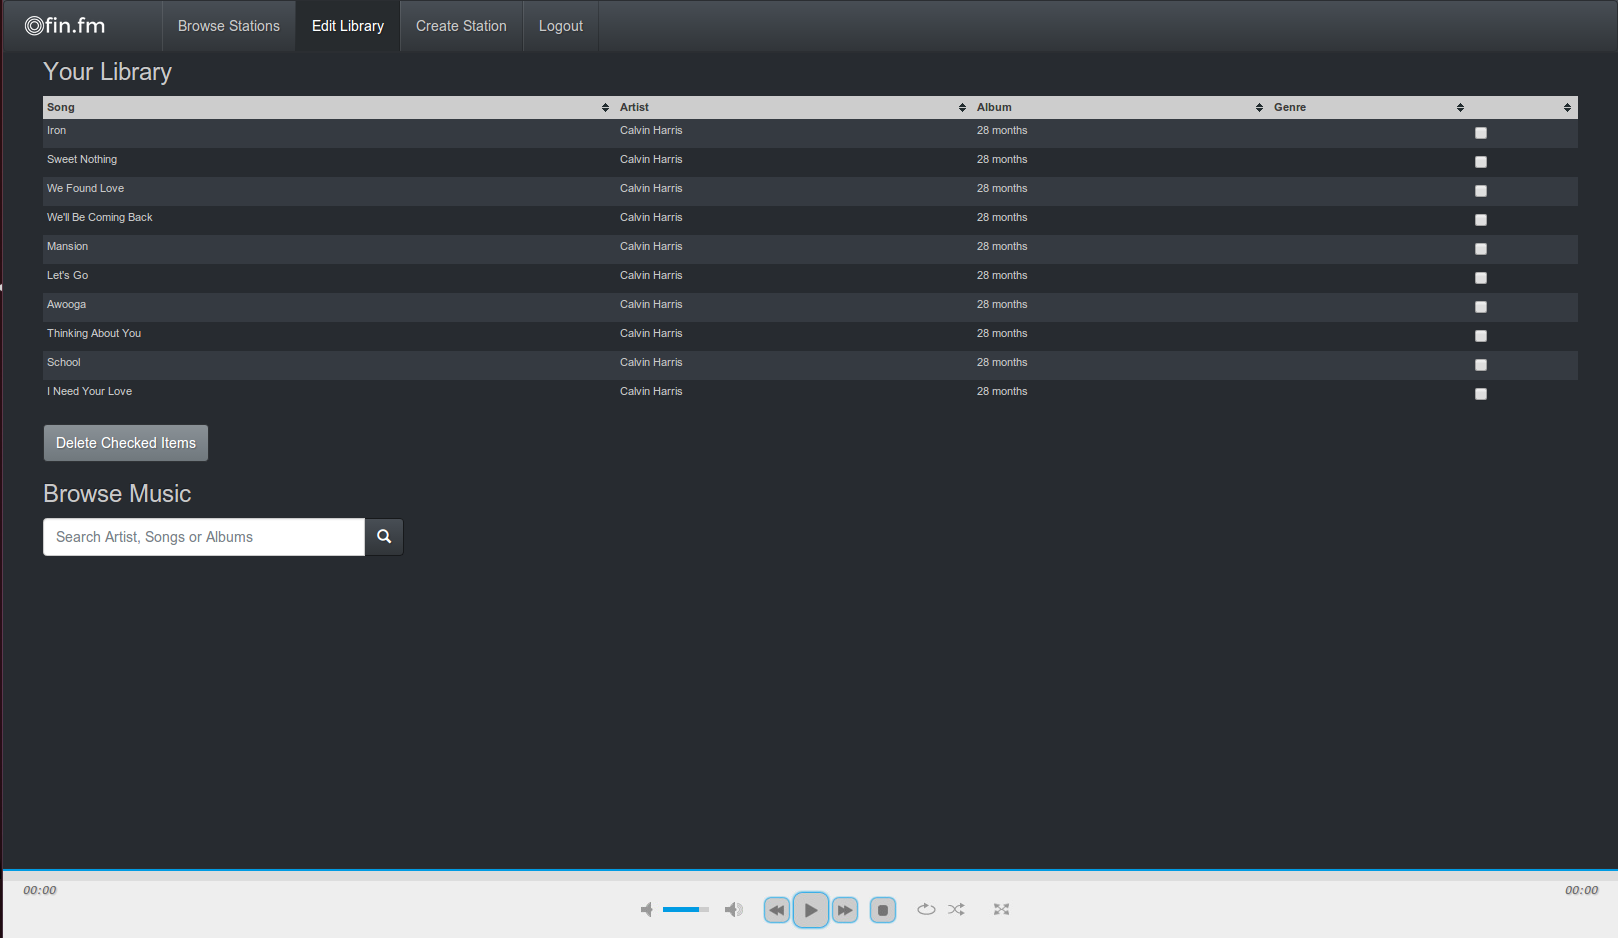 fin.fm Browse Stations Edit Library Create Station Logout
Your Library
Song Artist Album Genre
Iron Calvin Harris 28 months
Sweet Nothing Calvin Harris 28 months
We Found Love Calvin Harris 28 months
We'll Be Coming Back Calvin Harris 28 months
Mansion Calvin Harris 28 months
Let's Go Calvin Harris 28 months
Awooga Calvin Harris 28 months
Thinking About You Calvin Harris 28 months
School Calvin Harris 28 months
I Need Your Love Calvin Harris 28 months
Delete Checked Items
Browse Music
Search Artist, Songs or Albums
00:00 00:00